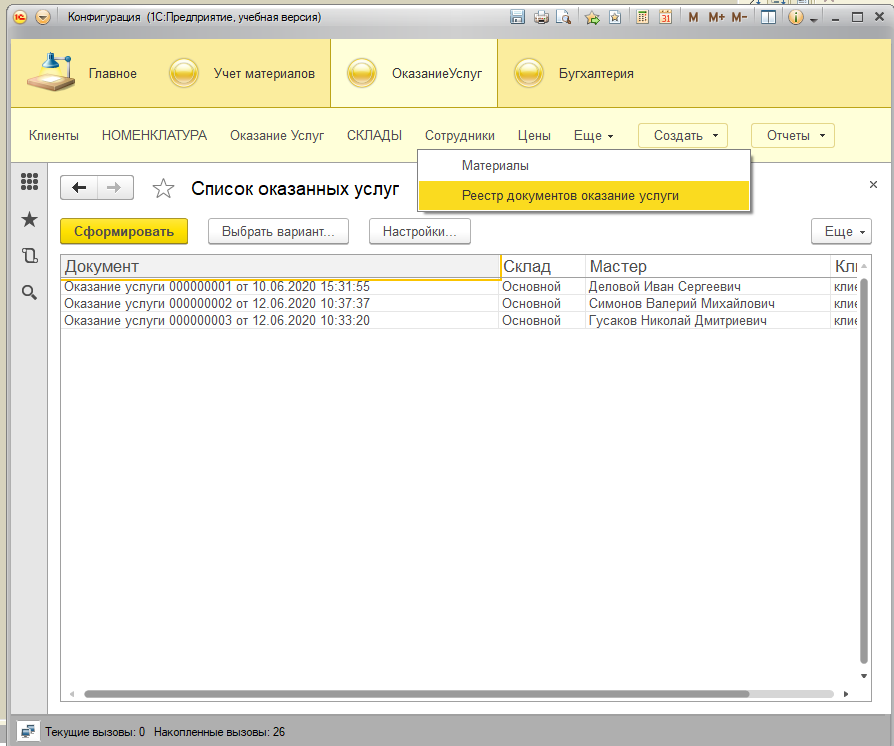 Конфигурация (1С:Предприятие, учебная версия)
31 M M+ M-
Главное Учет материалов ОказаниеУслуг Бугхалтерия
Клиенты НОМЕНКЛАТУРА Оказание Услуг СКЛАДЫ Сотрудники Цены Еще Создать Отчеты
Материалы
Реестр документов оказание услуги
Список оказанных услуг
Сформировать Выбрать вариант... Настройки... Еще
Документ Склад Мастер Кли
Оказание услуги 000000001 от 10.06.2020 15:31:55 Основной Деловой Иван Сергеевич клие
Оказание услуги 000000002 от 12.06.2020 10:37:37 Основной Симонов Валерий Михайлович клие
Оказание услуги 000000003 от 12.06.2020 10:33:20 Основной Гусаков Николай Дмитриевич клие
Текущие вызовы: 0 Накопленные вызовы: 26